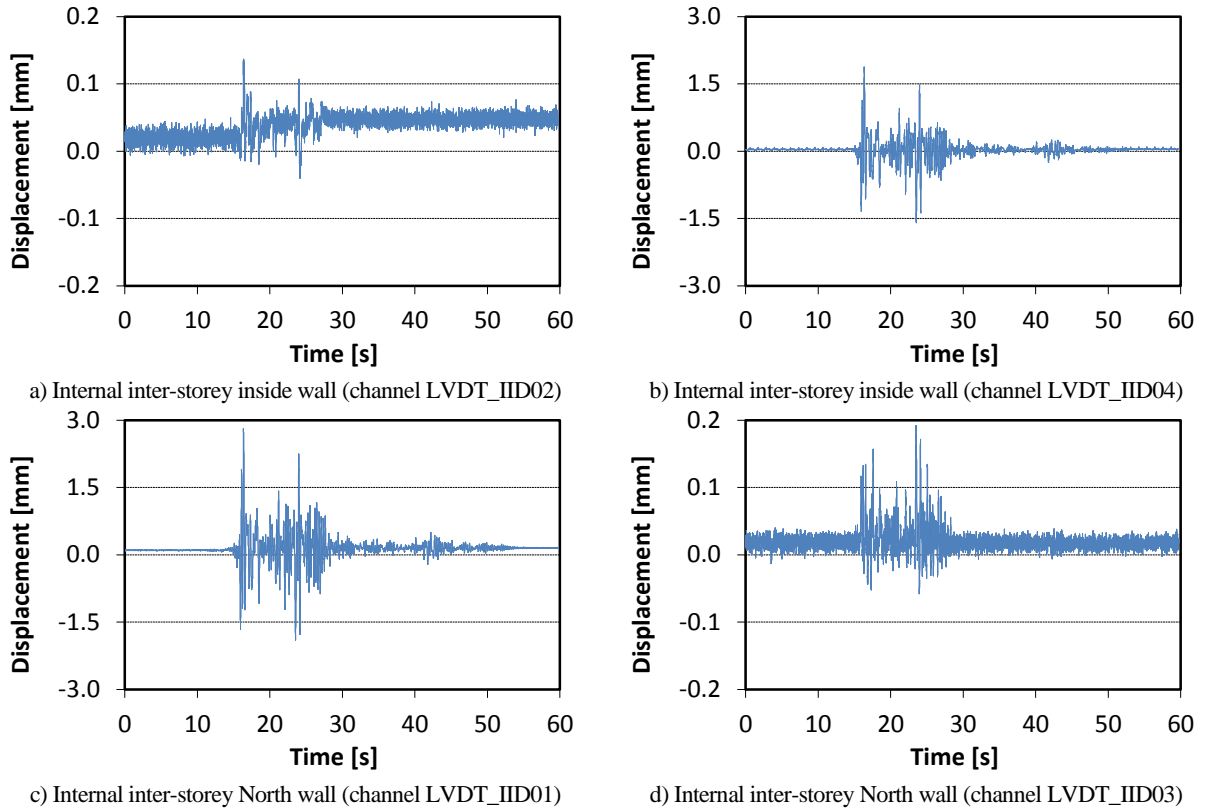 0.2
0.1
0.0
-0.1
-0.2
Displacement [mm]
0 10 20 30 40 50 60
Time [s]
a) Internal inter-storey inside wall (channel LVDT_IID02)
3.0
1.5
0.0
-1.5
-3.0
Displacement [mm]
0 10 20 30 40 50 60
Time [s]
b) Internal inter-storey inside wall (channel LVDT_IID04)
3.0
1.5
0.0
-1.5
-3.0
Displacement [mm]
0 10 20 30 40 50 60
Time [s]
c) Internal inter-storey North wall (channel LVDT_IID01)
0.2
0.1
0.0
-0.1
-0.2
Displacement [mm]
0 10 20 30 40 50 60
Time [s]
d) Internal inter-storey North wall (channel LVDT_IID03)